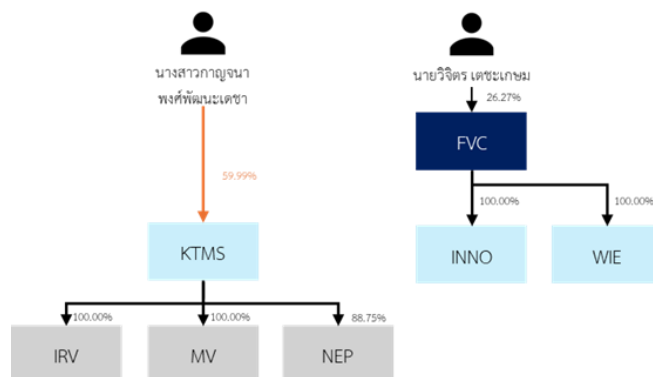 นางสาวกาญจนา
พงศ์พัฒนะเดชา
59.99%
KTMS
100.00%
100.00%
88.75%
IRV
MV
NEP
นายวิจิตร เตชะเกษม
26.27%
FVC
100.00%
100.00%
INNO
WIE